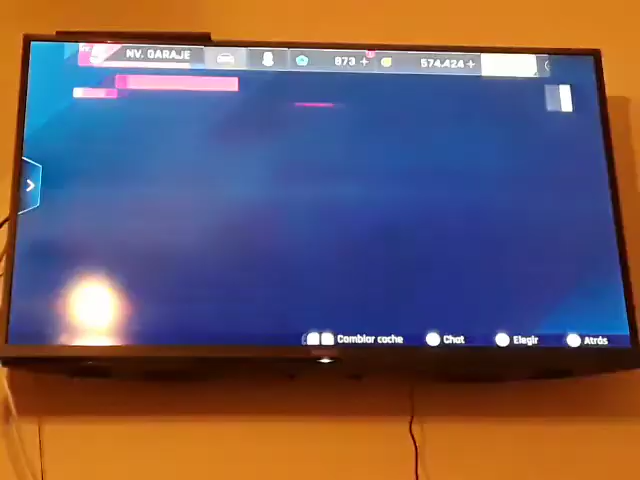 NV. GARAJE 873 + 574.424 +
Cambiar coche Chat Elegir Atrás